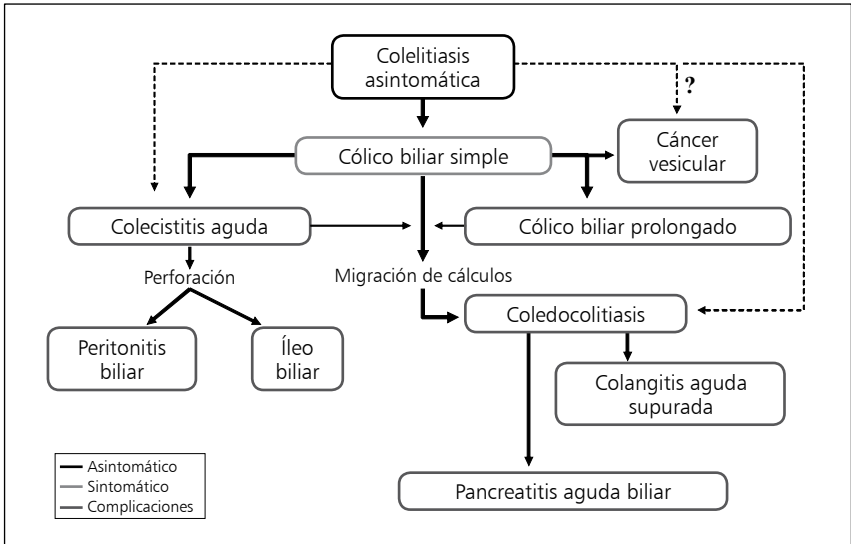 Colelitiasis
asintomática
?
Cáncer
vesicular
Cólico biliar simple
Colecistitis aguda
Cólico biliar prolongado
Perforación
Migración de cálculos
Coledocolitiasis
Peritonitis
biliar
Íleo
biliar
Colangitis aguda
supurada
Asintomático
Sintomático
Complicaciones
Pancreatitis aguda biliar